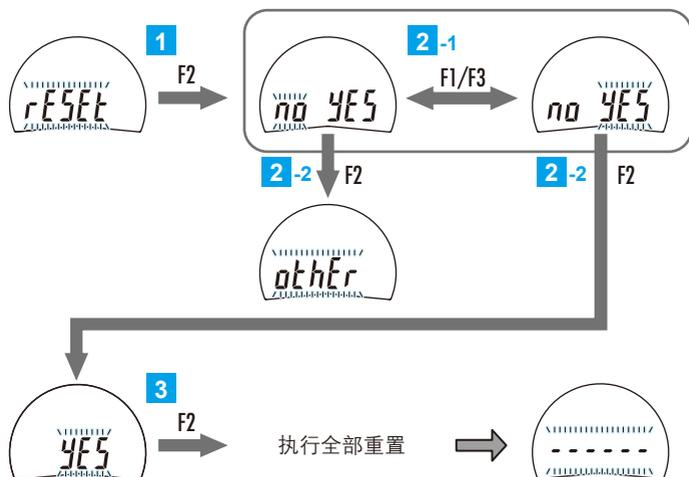 1
2 -1
F2
F1/F3
rESEt
no YES
no YES
2 -2
F2
2 -2
F2
othEr
3
F2
YES
执行全部重置
- - - - - -